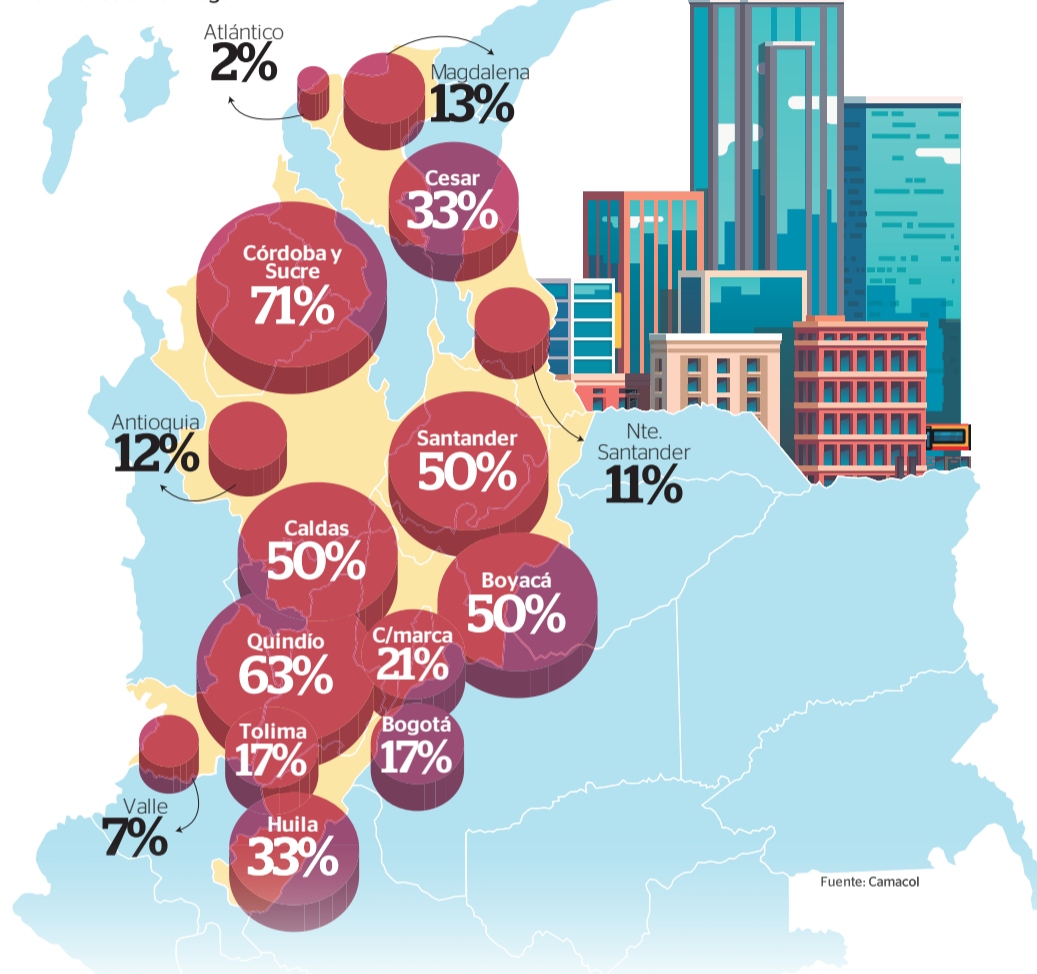 Atlántico
2%
Magdalena
13%
Cesar
33%
Córdoba y
Sucre
71%
Antioquia
12%
Santander
50%
Nte.
Santander
11%
Caldas
50%
Boyacá
50%
Quindío
63%
C/marca
21%
Tolima
17%
Bogotá
17%
Valle
7%
Huila
33%
Fuente: Camacol